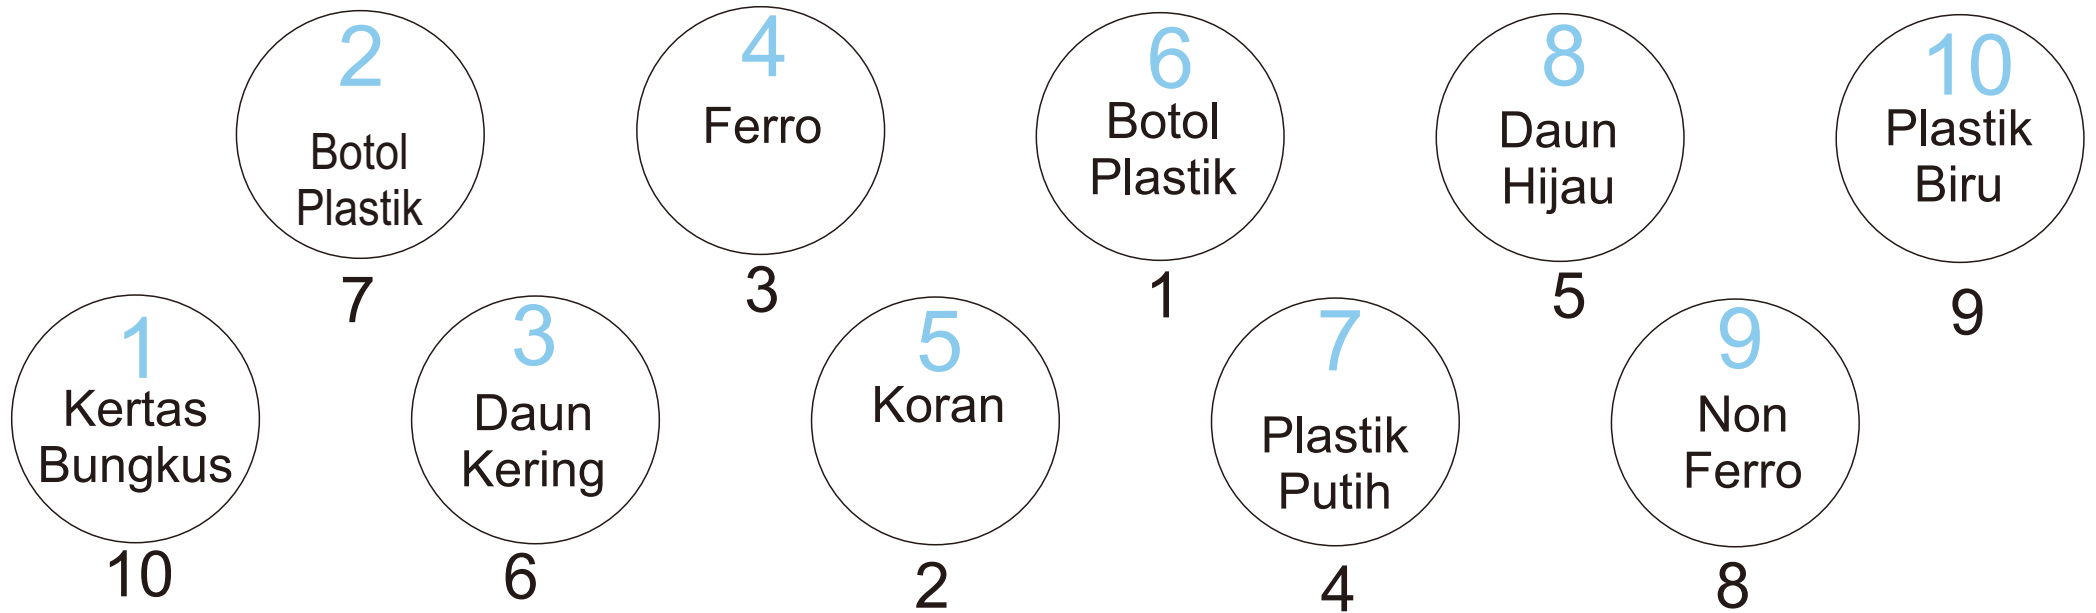 2
Botol
Plastik
7
4
Ferro
3
6
Botol
Plastik
1
8
Daun
Hijau
5
10
Plastik
Biru
9
1
Kertas
Bungkus
10
3
Daun
Kering
6
5
Koran
2
7
Plastik
Putih
4
9
Non
Ferro
8